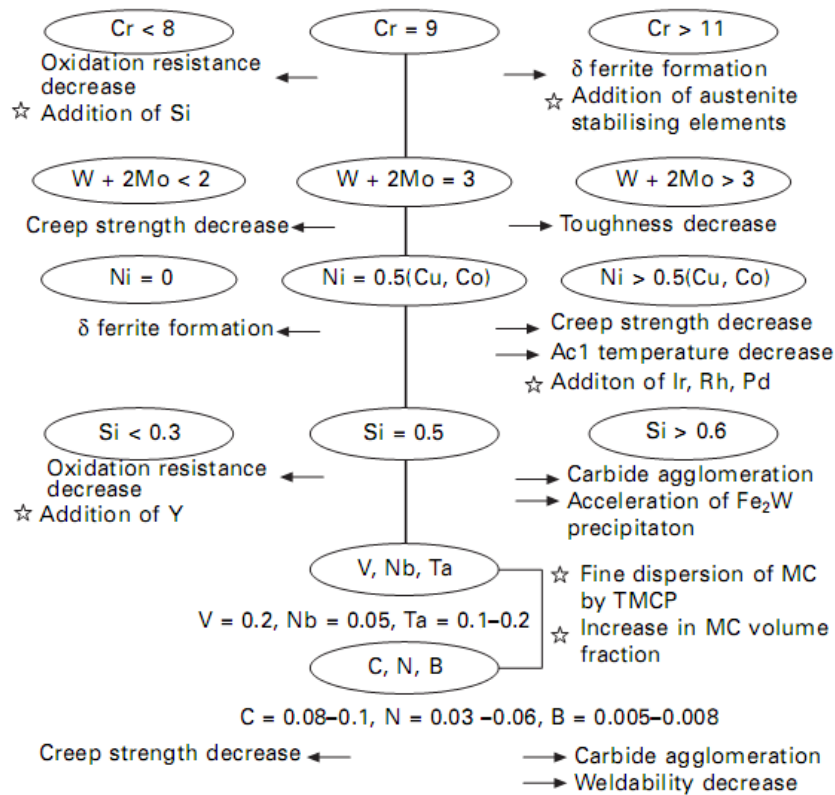 Cr < 8
Cr = 9
Cr > 11
Oxidation resistance
decrease
☆ Addition of Si
δ ferrite formation
☆ Addition of austenite
stabilising elements
W + 2Mo < 2
W + 2Mo = 3
W + 2Mo > 3
Creep strength decrease
Toughness decrease
Ni = 0
Ni = 0.5(Cu, Co)
Ni > 0.5(Cu, Co)
δ ferrite formation
Creep strength decrease
Ac1 temperature decrease
☆ Additon of Ir, Rh, Pd
Si < 0.3
Si = 0.5
Si > 0.6
Oxidation resistance
decrease
☆ Addition of Y
Carbide agglomeration
Acceleration of Fe₂W
precipitaton
V, Nb, Ta
V = 0.2, Nb = 0.05, Ta = 0.1–0.2
☆ Fine dispersion of MC
by TMCP
☆ Increase in MC volume
fraction
C, N, B
C = 0.08–0.1, N = 0.03 –0.06, B = 0.005–0.008
Creep strength decrease
Carbide agglomeration
Weldability decrease